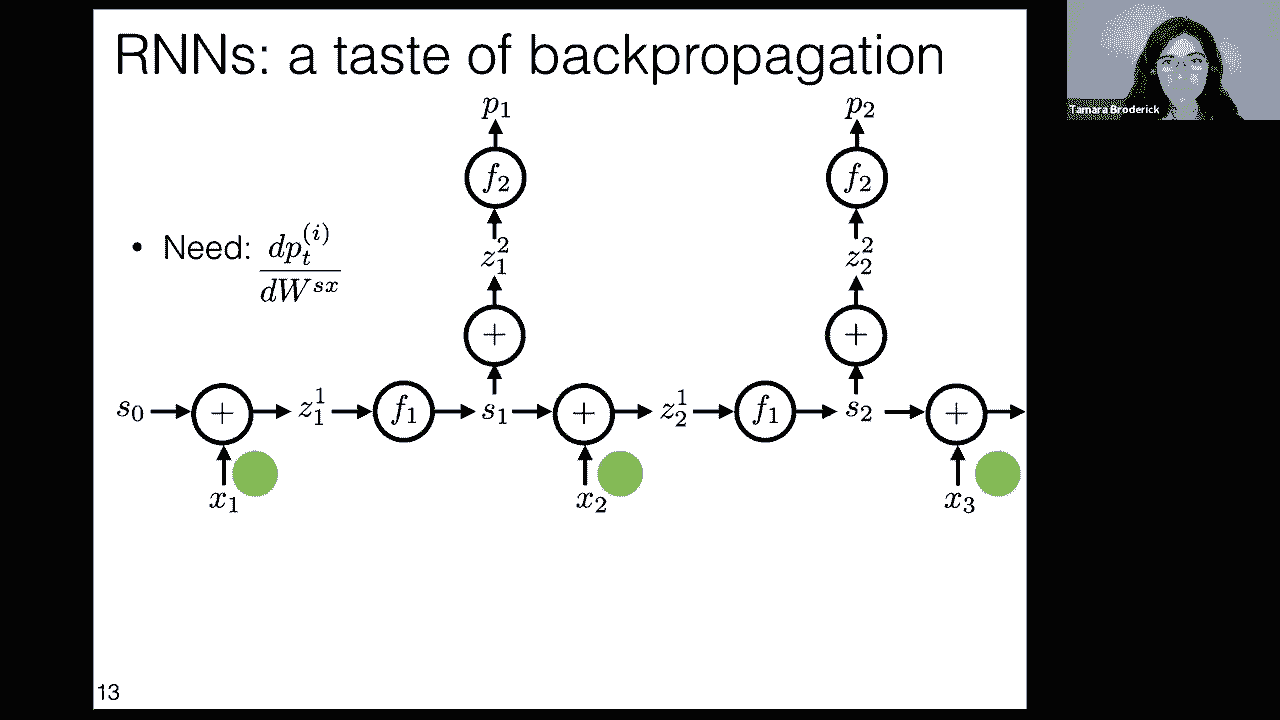 RNNs: a taste of backpropagation
Tamara Broderick
p_1 p_2
f_2 f_2
• Need: \frac{dp_t^{(i)}}{dW^{sx}}
z_1^2 z_2^2
+ +
s_0 + z_1^1 f_1 s_1 + z_2^1 f_1 s_2 +
x_1 x_2 x_3
13